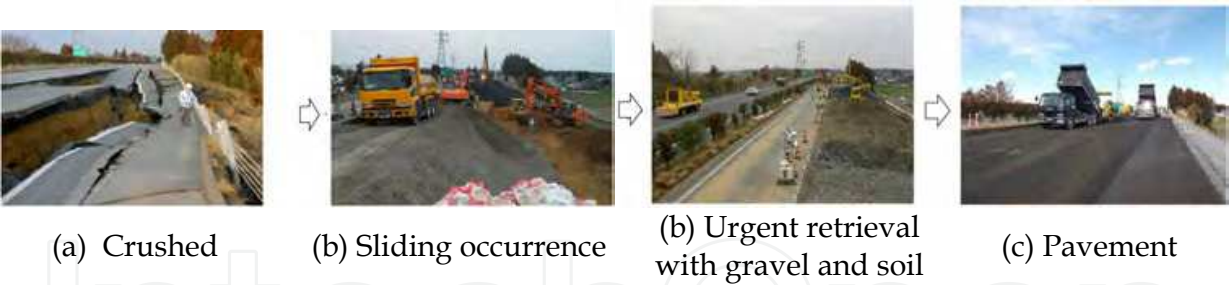 (a) Crushed
(b) Sliding occurrence
(b) Urgent retrieval
with gravel and soil
(c) Pavement